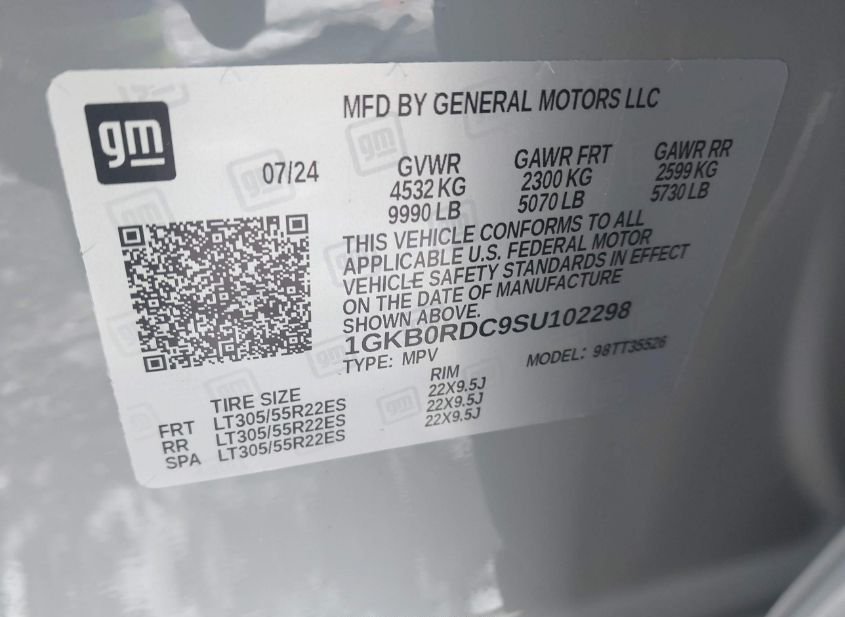 gm
MFD BY GENERAL MOTORS LLC
07/24
GVWR GAWR FRT GAWR RR
4532 KG 2300 KG 2599 KG
9990 LB 5070 LB 5730 LB
THIS VEHICLE CONFORMS TO ALL
APPLICABLE U.S. FEDERAL MOTOR
VEHICLE SAFETY STANDARDS IN EFFECT
ON THE DATE OF MANUFACTURE
SHOWN ABOVE.
1GKB0RDC9SU102298
TYPE: MPV MODEL: 98TT35526
TIRE SIZE RIM
FRT LT305/55R22ES 22X9.5J
RR LT305/55R22ES 22X9.5J
SPA LT305/55R22ES 22X9.5J